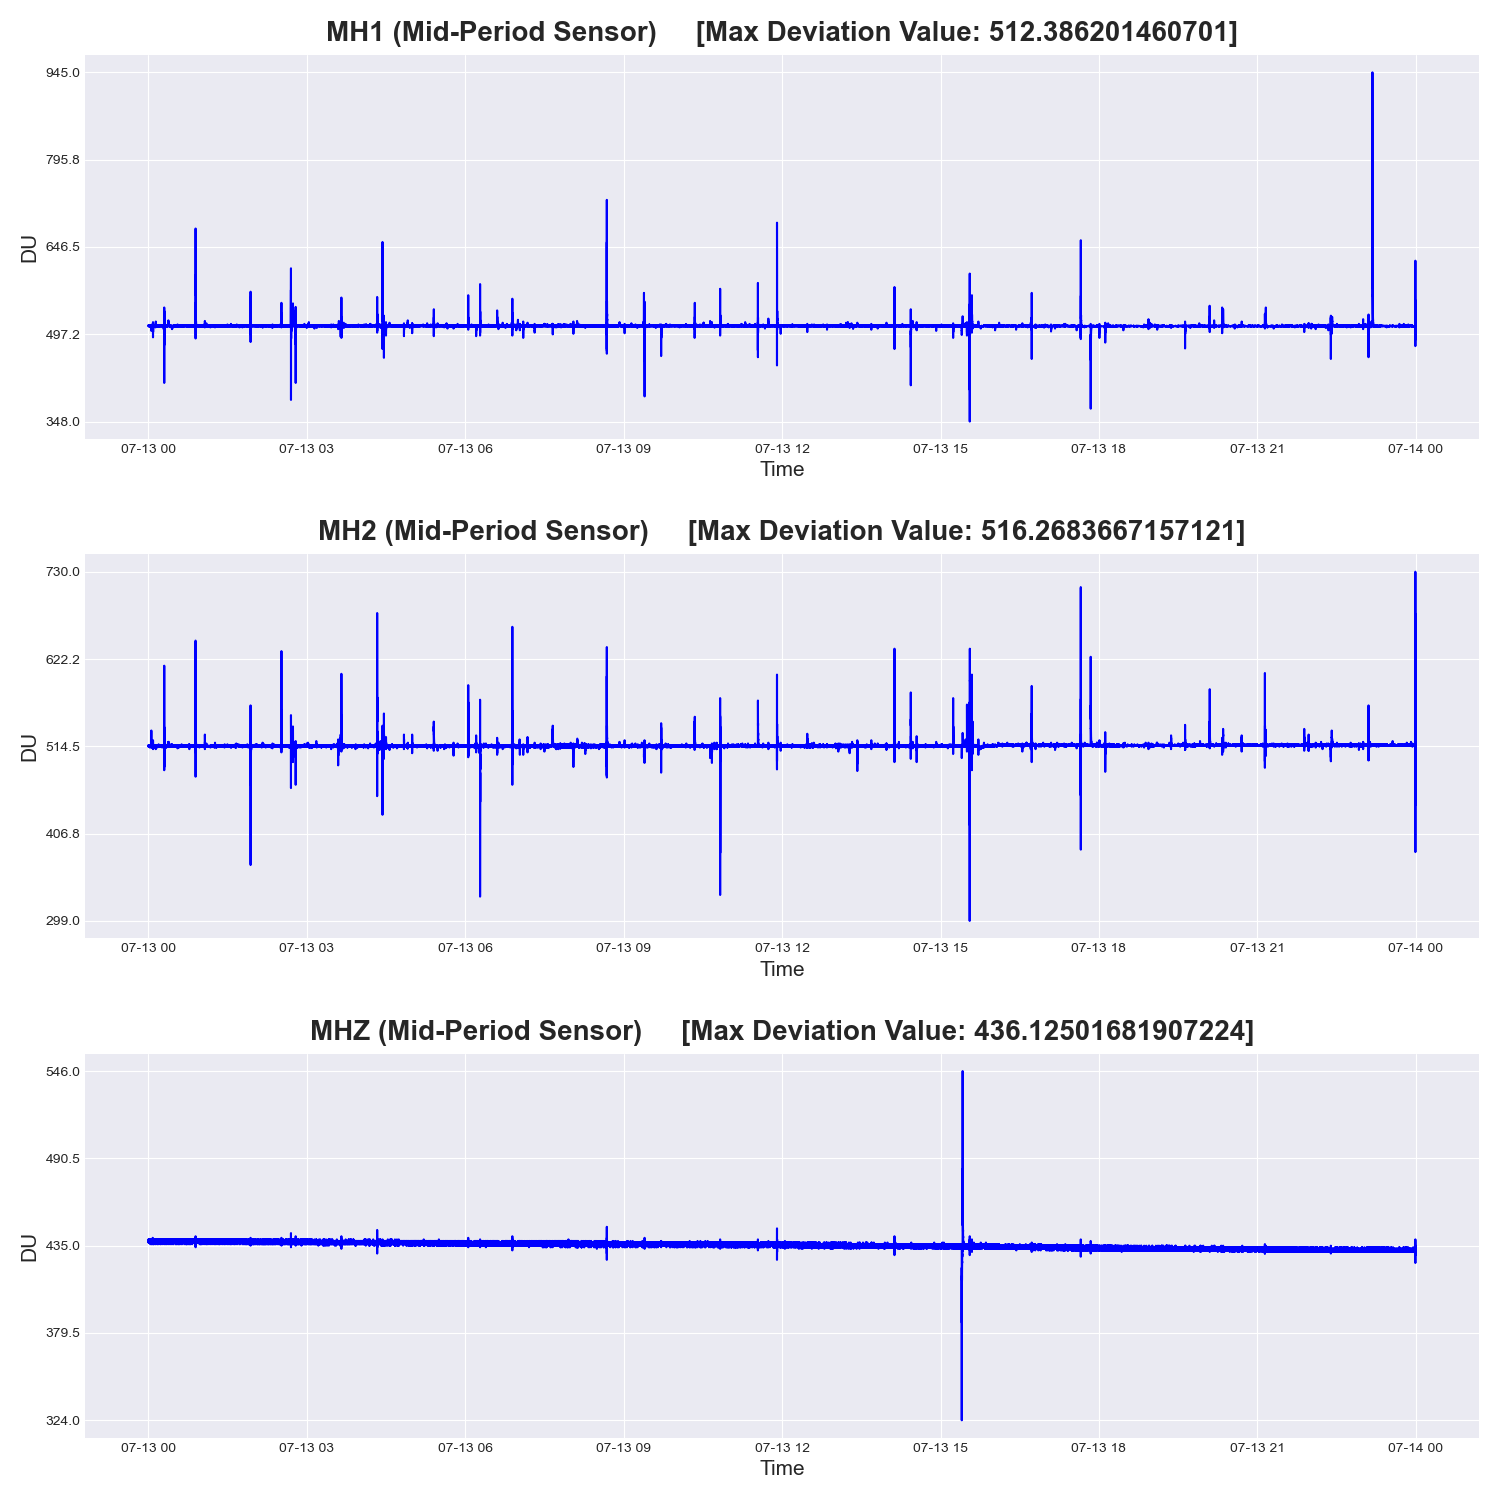 MH1 (Mid-Period Sensor) [Max Deviation Value: 512.386201460701]
945.0
795.8
646.5
497.2
348.0
DU
07-13 00 07-13 03 07-13 06 07-13 09 07-13 12 07-13 15 07-13 18 07-13 21 07-14 00
Time
MH2 (Mid-Period Sensor) [Max Deviation Value: 516.2683667157121]
730.0
622.2
514.5
406.8
299.0
DU
07-13 00 07-13 03 07-13 06 07-13 09 07-13 12 07-13 15 07-13 18 07-13 21 07-14 00
Time
MHZ (Mid-Period Sensor) [Max Deviation Value: 436.12501681907224]
546.0
490.5
435.0
379.5
324.0
DU
07-13 00 07-13 03 07-13 06 07-13 09 07-13 12 07-13 15 07-13 18 07-13 21 07-14 00
Time